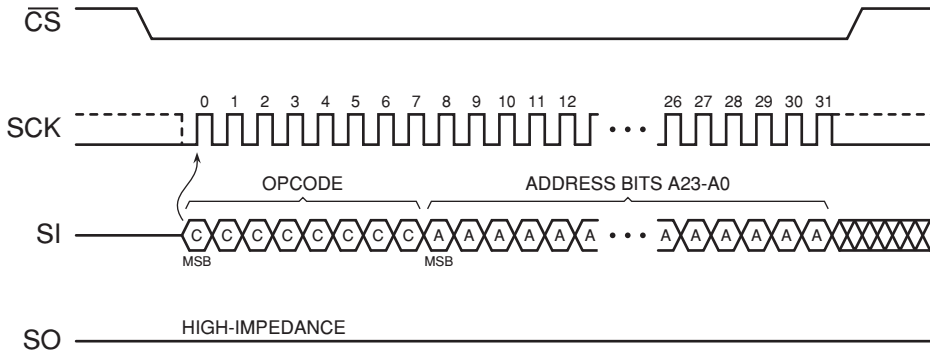 CS
SCK
0 1 2 3 4 5 6 7 8 9 10 11 12 26 27 28 29 30 31
• • •
OPCODE
ADDRESS BITS A23-A0
SI
C C C C C C C C A A A A A A • • • A A A A A A
MSB
MSB
SO
HIGH-IMPEDANCE